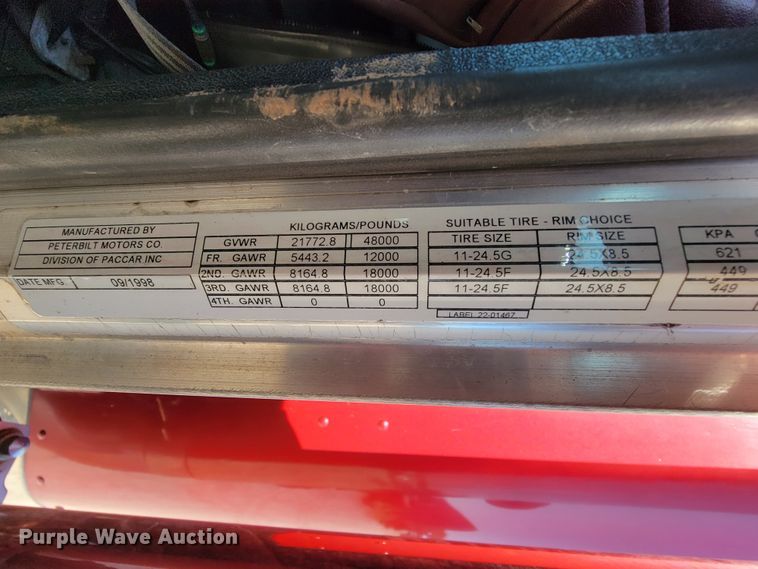 MANUFACTURED BY
PETERBILT MOTORS CO.
DIVISION OF PACCAR INC
DATE MFG. 09/1998
KILOGRAMS/POUNDS
GVWR 21772.8 48000
FR. GAWR 5443.2 12000
2ND. GAWR 8164.8 18000
3RD. GAWR 8164.8 18000
4TH. GAWR 0 0
SUITABLE TIRE - RIM CHOICE
TIRE SIZE RIM SIZE
11-24.5G 24.5X8.5
11-24.5F 24.5X8.5
11-24.5F 24.5X8.5
LABEL 22-01467
KPA
621
449
449
Purple Wave Auction